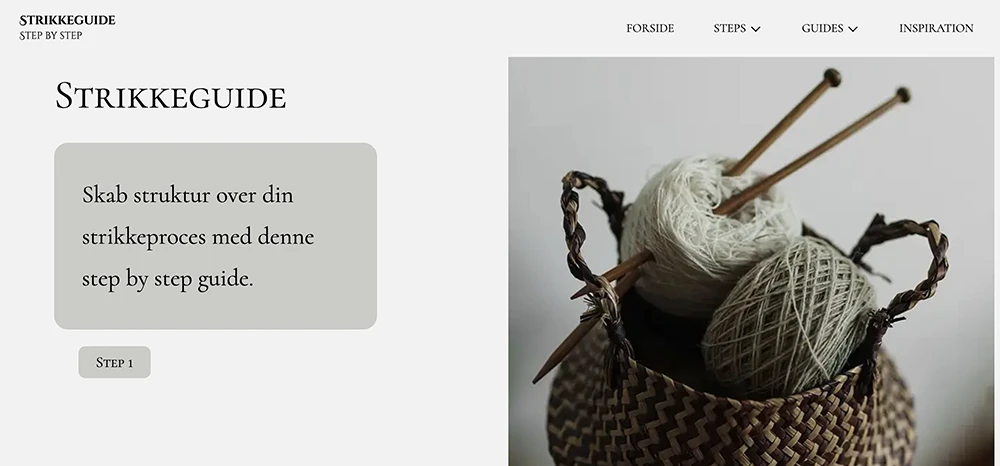 STRIKKEGUIDE
STEP BY STEP
FORSIDE
STEPS
GUIDES
INSPIRATION
STRIKKEGUIDE
Skab struktur over din
strikkeproces med denne
step by step guide.
STEP 1